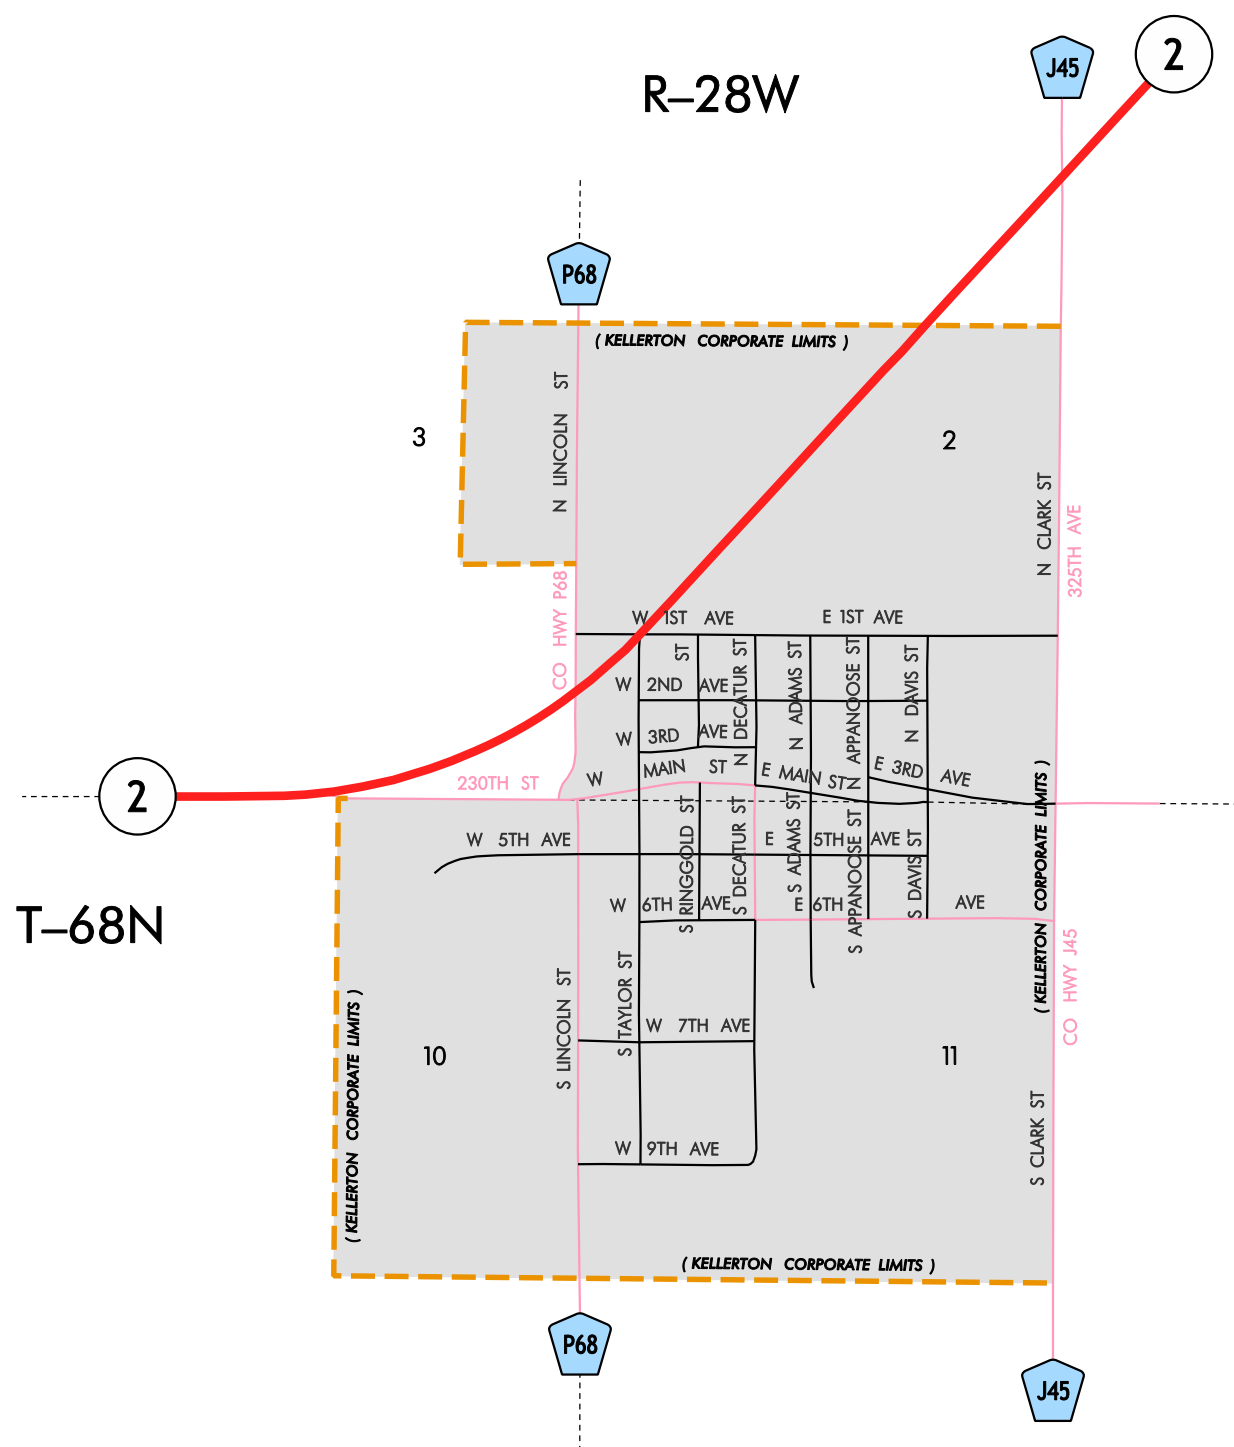 2
J45
R–28W
P68
( KELLERTON CORPORATE LIMITS )
N LINCOLN ST
3
2
N CLARK ST
325TH AVE
CO HWY P68
W 1ST AVE
E 1ST AVE
ST
N DECATUR ST
N ADAMS ST
N APPANOOSE ST
N DAVIS ST
W 2ND AVE
W 3RD AVE
E 3RD AVE
W MAIN ST
E MAIN ST
230TH ST
2
( KELLERTON CORPORATE LIMITS )
W 5TH AVE
E 5TH AVE
S RINGGOLD ST
S DECATUR ST
S ADAMS ST
S APPANOOSE ST
S DAVIS ST
W 6TH AVE
E 6TH AVE
T–68N
CO HWY J45
( KELLERTON CORPORATE LIMITS )
S LINCOLN ST
S TAYLOR ST
W 7TH AVE
10
11
S CLARK ST
W 9TH AVE
( KELLERTON CORPORATE LIMITS )
P68
J45